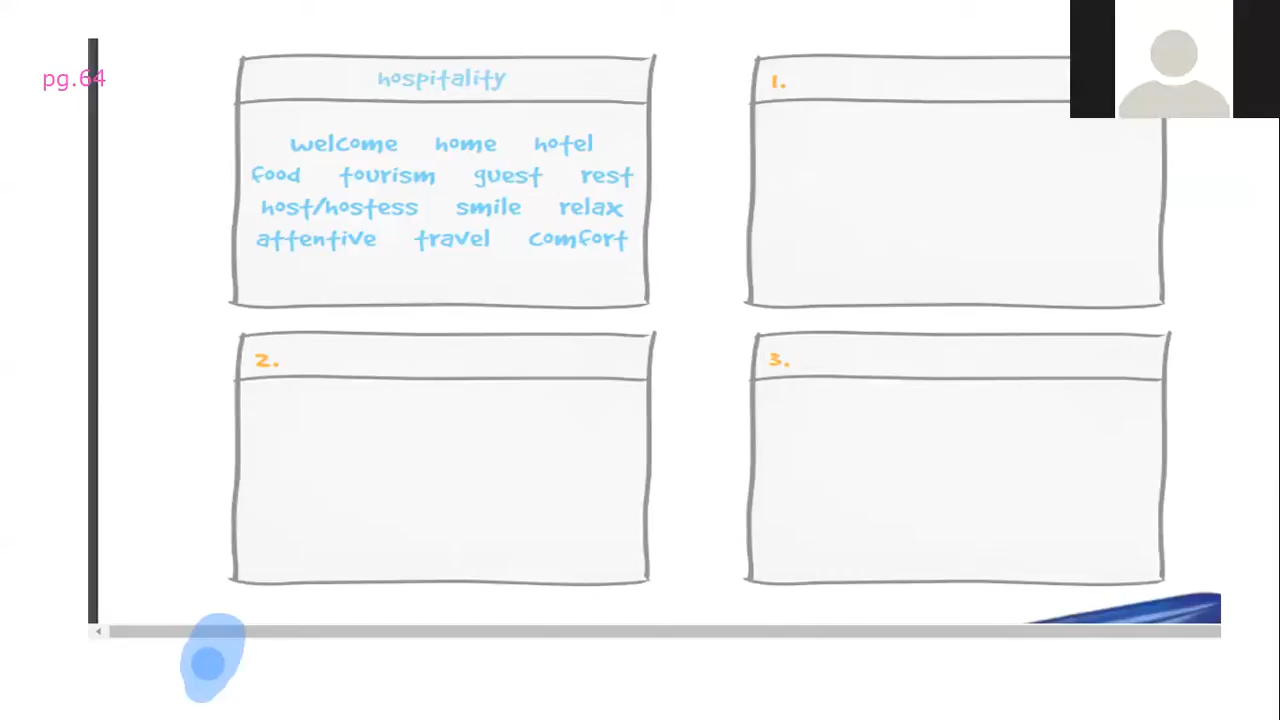 pg.64
hospitality
welcome home hotel
food tourism guest rest
host/hostess smile relax
attentive travel comfort
1.
2.
3.